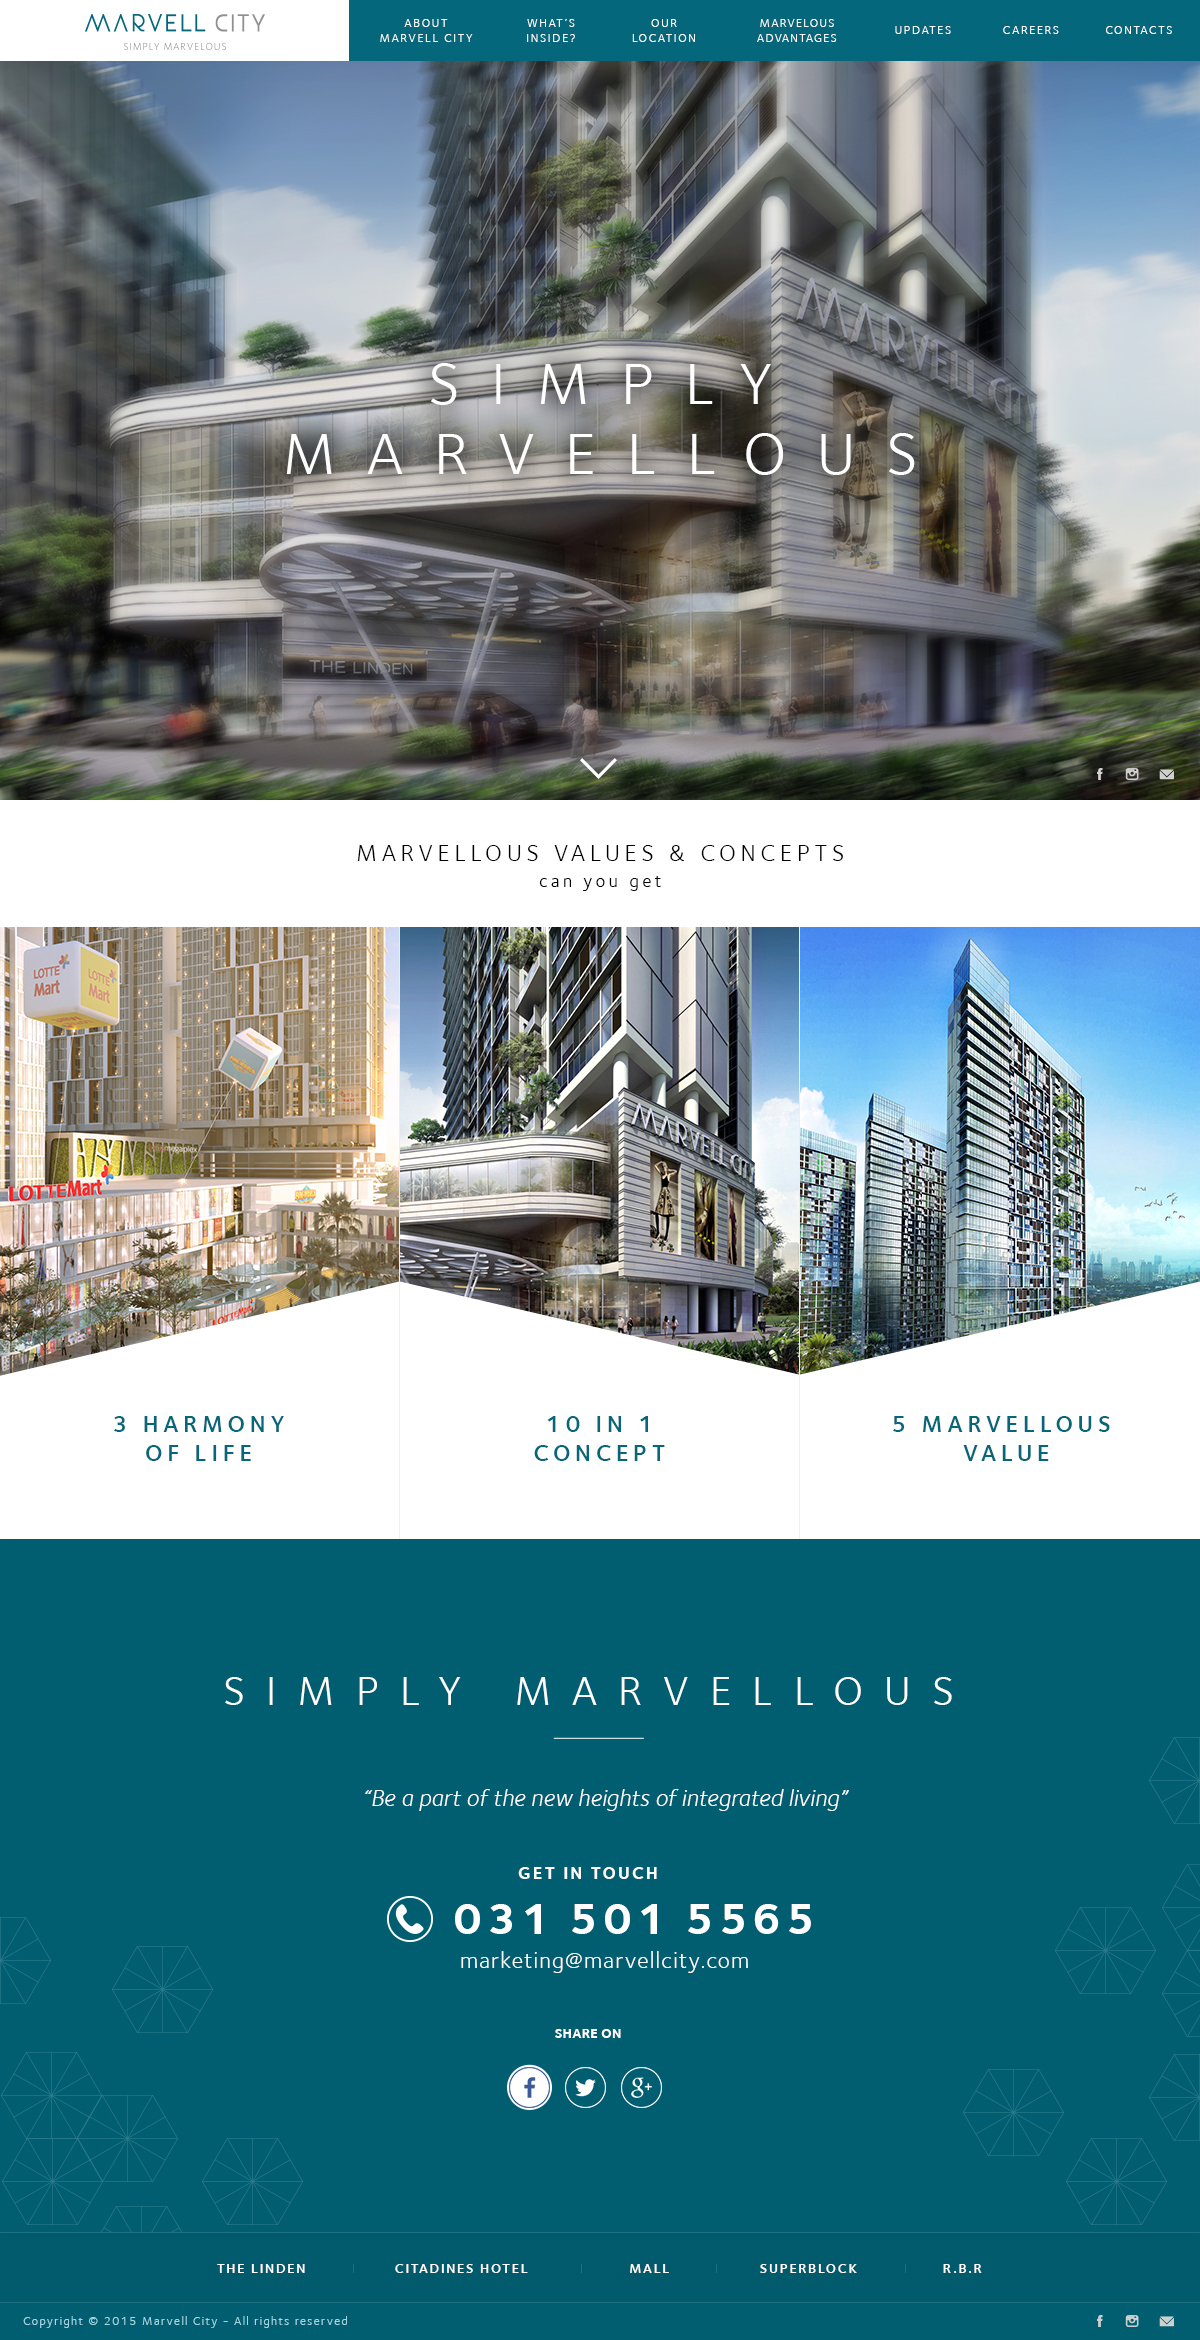 MARVELL CITY
SIMPLY MARVELOUS
ABOUT
MARVELL CITY
WHAT'S
INSIDE?
OUR
LOCATION
MARVELOUS
ADVANTAGES
UPDATES
CAREERS
CONTACTS
MARVELL CITY
SIMPLY
MARVELLOUS
THE LINDEN
MARVELLOUS VALUES & CONCEPTS
can you get
LOTTE
Mart
LOTTE
Mart
LOTTEMart
LOTTEMart
MARVELL CIT
3 HARMONY
OF LIFE
10 IN 1
CONCEPT
5 MARVELLOUS
VALUE
SIMPLY MARVELLOUS
“Be a part of the new heights of integrated living”
GET IN TOUCH
031 501 5565
marketing@marvellcity.com
SHARE ON
THE LINDEN
CITADINES HOTEL
MALL
SUPERBLOCK
R.B.R
Copyright © 2015 Marvell City - All rights reserved